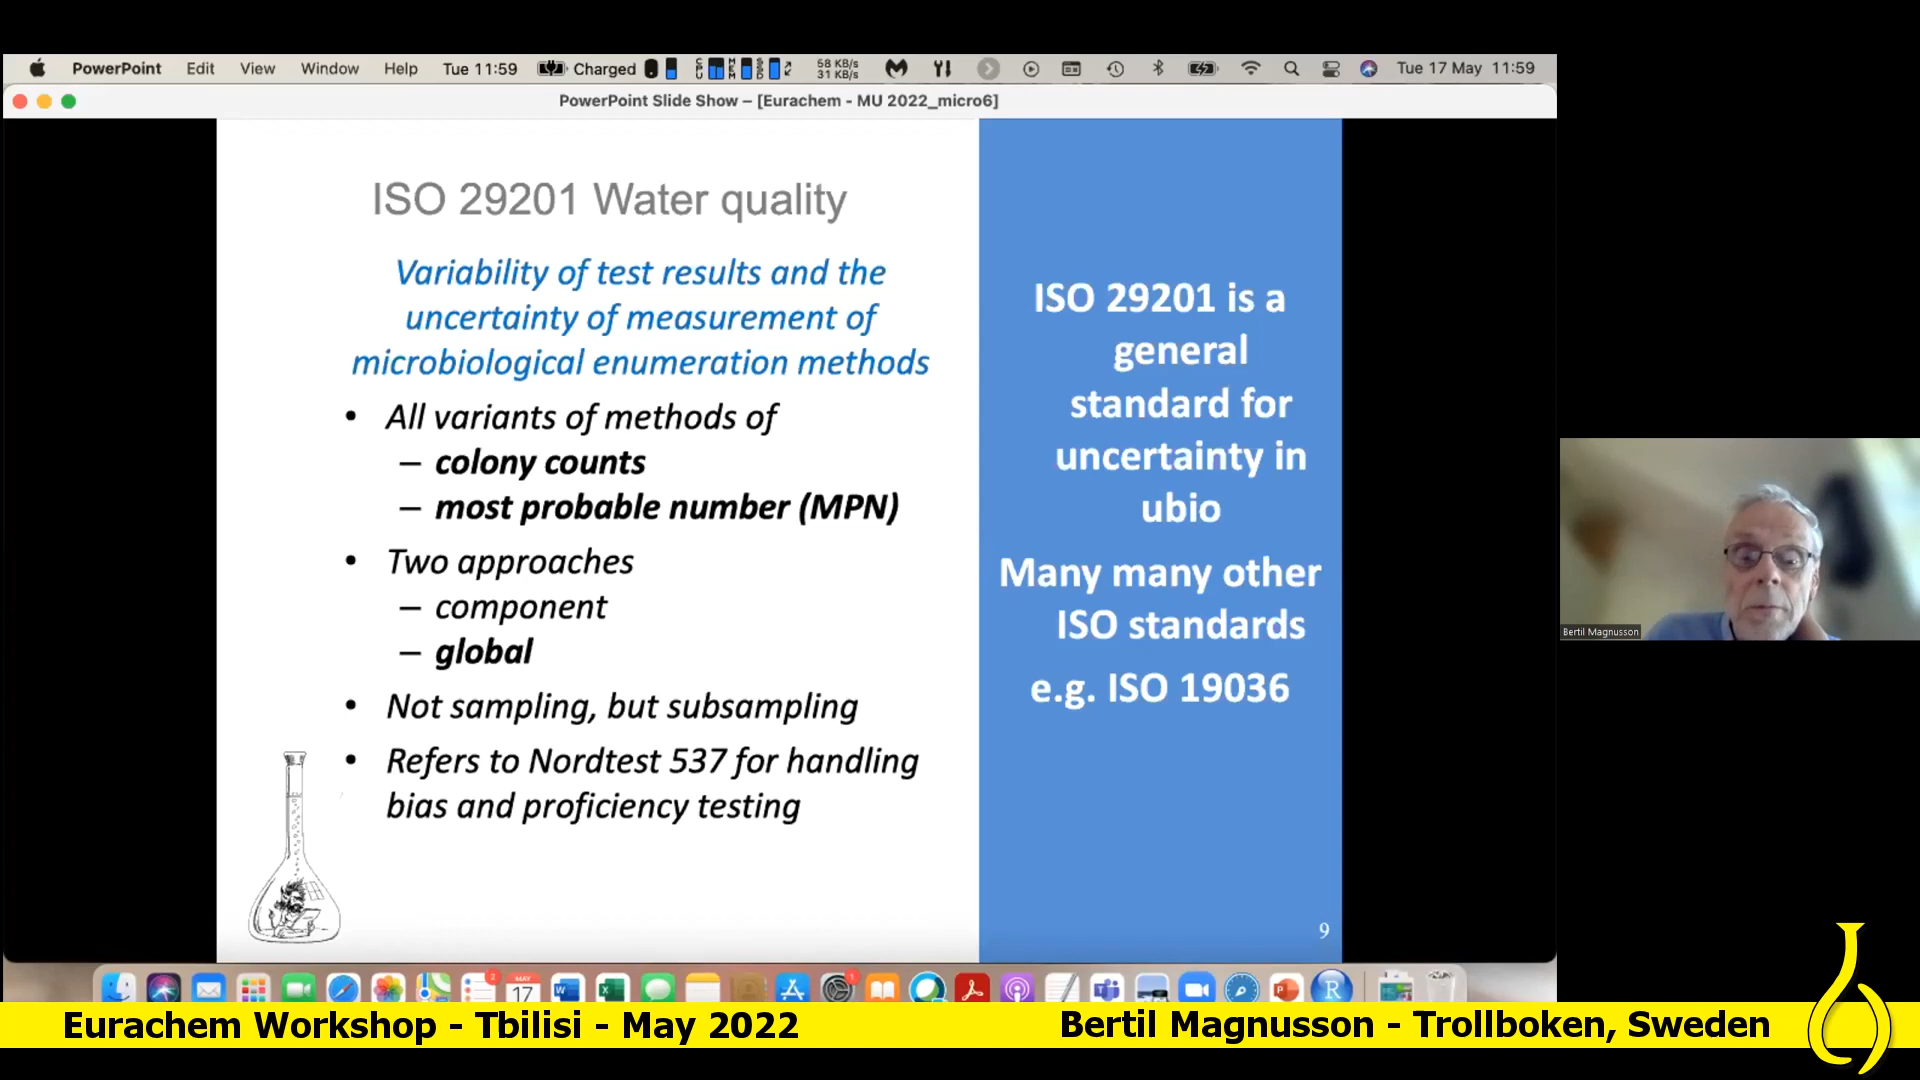 PowerPoint Edit View Window Help Tue 11:59 Charged 58 KB/s 31 KB/s Tue 17 May 11:59
PowerPoint Slide Show – [Eurachem - MU 2022_micro6]
ISO 29201 Water quality
Variability of test results and the
uncertainty of measurement of
microbiological enumeration methods
• All variants of methods of
– colony counts
– most probable number (MPN)
• Two approaches
– component
– global
• Not sampling, but subsampling
• Refers to Nordtest 537 for handling
bias and proficiency testing
ISO 29201 is a
general
standard for
uncertainty in
ubio
Many many other
ISO standards
e.g. ISO 19036
9
Bertil Magnusson
2
MAY
17
1
Eurachem Workshop - Tbilisi - May 2022
Bertil Magnusson - Trollboken, Sweden